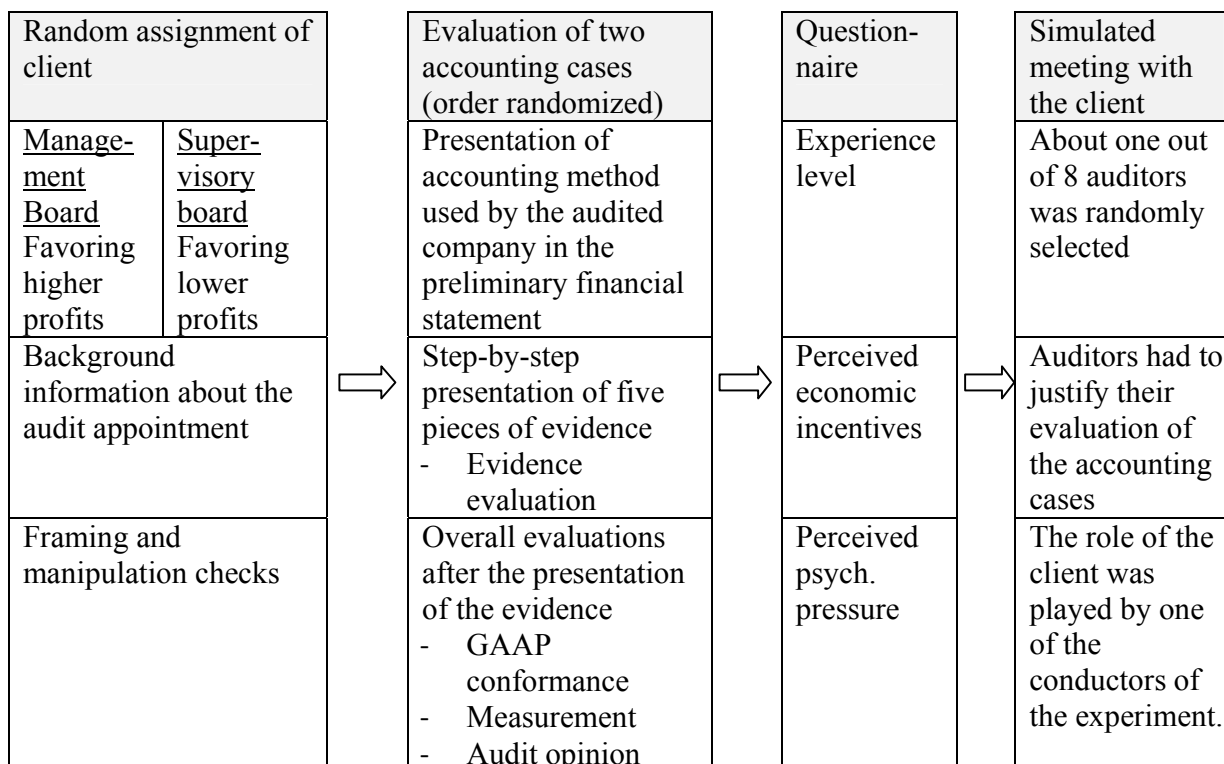 Random assignment of
client
Manage-
ment
Board
Favoring
higher
profits
Super-
visory
board
Favoring
lower
profits
Background
information about the
audit appointment
Framing and
manipulation checks
Evaluation of two
accounting cases
(order randomized)
Presentation of
accounting method
used by the audited
company in the
preliminary financial
statement
Step-by-step
presentation of five
pieces of evidence
- Evidence
evaluation
Overall evaluations
after the presentation
of the evidence
- GAAP
conformance
- Measurement
- Audit opinion
Question-
naire
Experience
level
Perceived
economic
incentives
Perceived
psych.
pressure
Simulated
meeting with
the client
About one out
of 8 auditors
was randomly
selected
Auditors had to
justify their
evaluation of
the accounting
cases
The role of the
client was
played by one
of the
conductors of
the experiment.